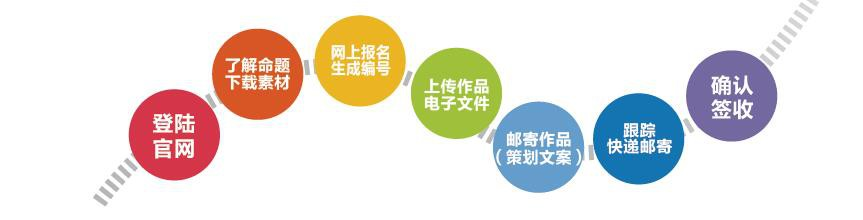 登陆
官网
了解命题
下载素材
网上报名
生成编号
上传作品
电子文件
邮寄作品
（策划文案）
跟踪
快递邮寄
确认
签收